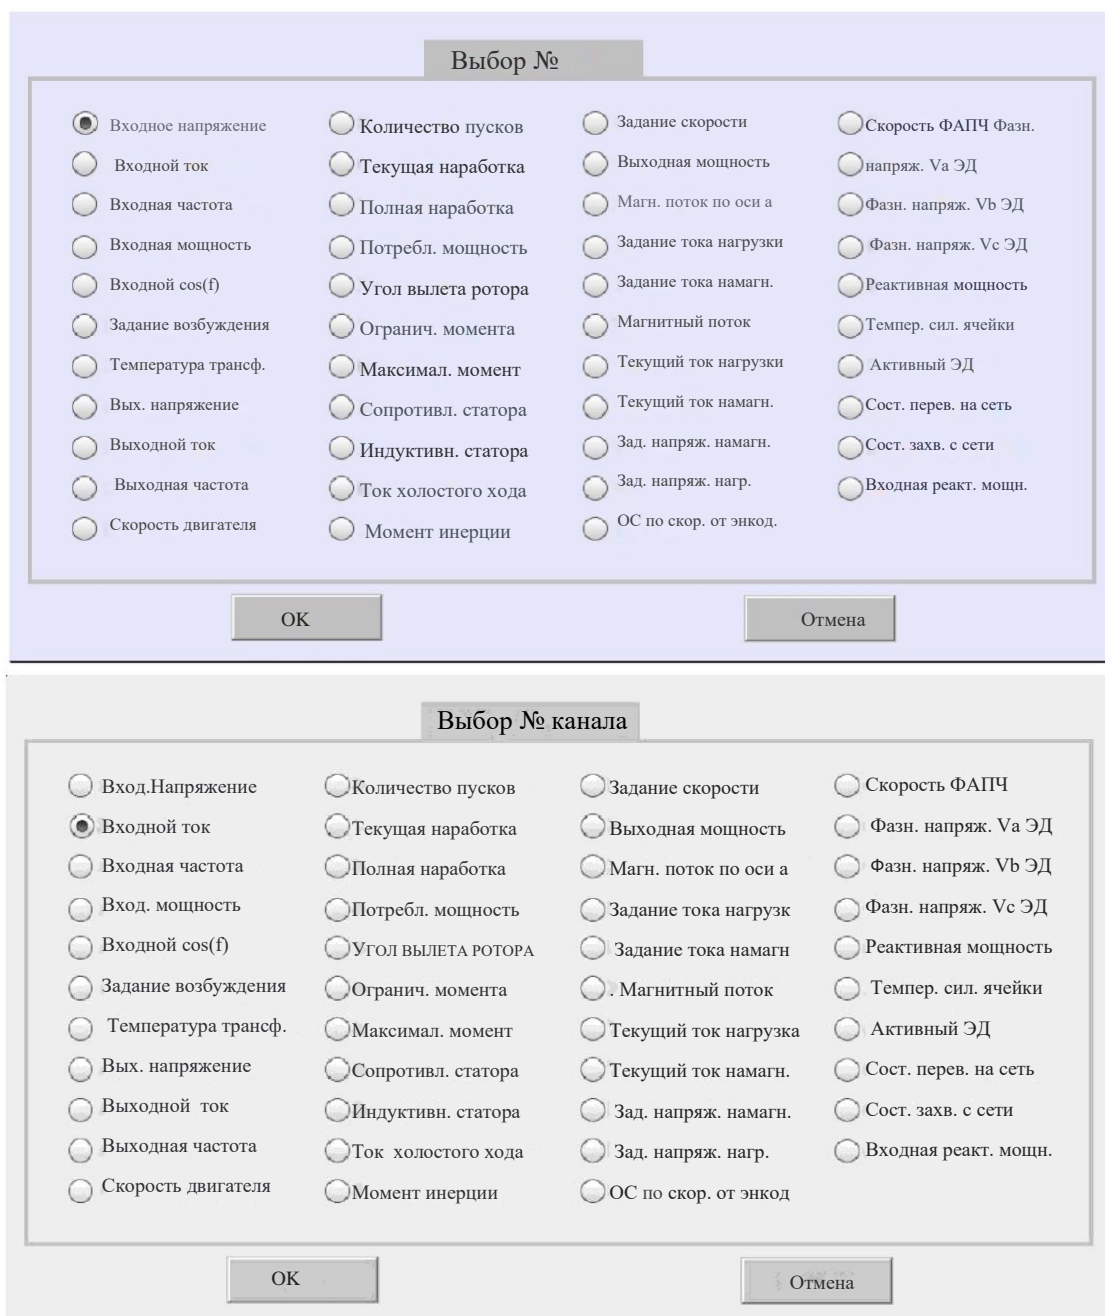 Выбор №
Входное напряжение
Входной ток
Входная частота
Входная мощность
Входной cos(f)
Задание возбуждения
Температура трансф.
Вых. напряжение
Выходной ток
Выходная частота
Скорость двигателя
Количество пусков
Текущая наработка
Полная наработка
Потребл. мощность
Угол вылета ротора
Огранич. момента
Максимал. момент
Сопротивл. статора
Индуктивн. статора
Ток холостого хода
Момент инерции
Задание скорости
Выходная мощность
Магн. поток по оси а
Задание тока нагрузки
Задание тока намагн.
Магнитный поток
Текущий ток нагрузки
Текущий ток намагн.
Зад. напряж. намагн.
Зад. напряж. нагр.
ОС по скор. от энкод.
Скорость ФАПЧ Фазн.
напряж. Va ЭД
Фазн. напряж. Vb ЭД
Фазн. напряж. Vc ЭД
Реактивная мощность
Темпер. сил. ячейки
Активный ЭД
Сост. перев. на сеть
Сост. захв. с сети
Входная реакт. мощн.
OK
Отмена
Выбор № канала
Вход.Напряжение
Входной ток
Входная частота
Вход. мощность
Входной cos(f)
Задание возбуждения
Температура трансф.
Вых. напряжение
Выходной ток
Выходная частота
Скорость двигателя
Количество пусков
Текущая наработка
Полная наработка
Потребл. мощность
УГОЛ ВЫЛЕТА РОТОРА
Огранич. момента
Максимал. момент
Сопротивл. статора
Индуктивн. статора
Ток холостого хода
Момент инерции
Задание скорости
Выходная мощность
Магн. поток по оси а
Задание тока нагрузк
Задание тока намагн
. Магнитный поток
Текущий ток нагрузка
Текущий ток намагн.
Зад. напряж. намагн.
Зад. напряж. нагр.
ОС по скор. от энкод
Скорость ФАПЧ
Фазн. напряж. Va ЭД
Фазн. напряж. Vb ЭД
Фазн. напряж. Vc ЭД
Реактивная мощность
Темпер. сил. ячейки
Активный ЭД
Сост. перев. на сеть
Сост. захв. с сети
Входная реакт. мощн.
OK
Отмена